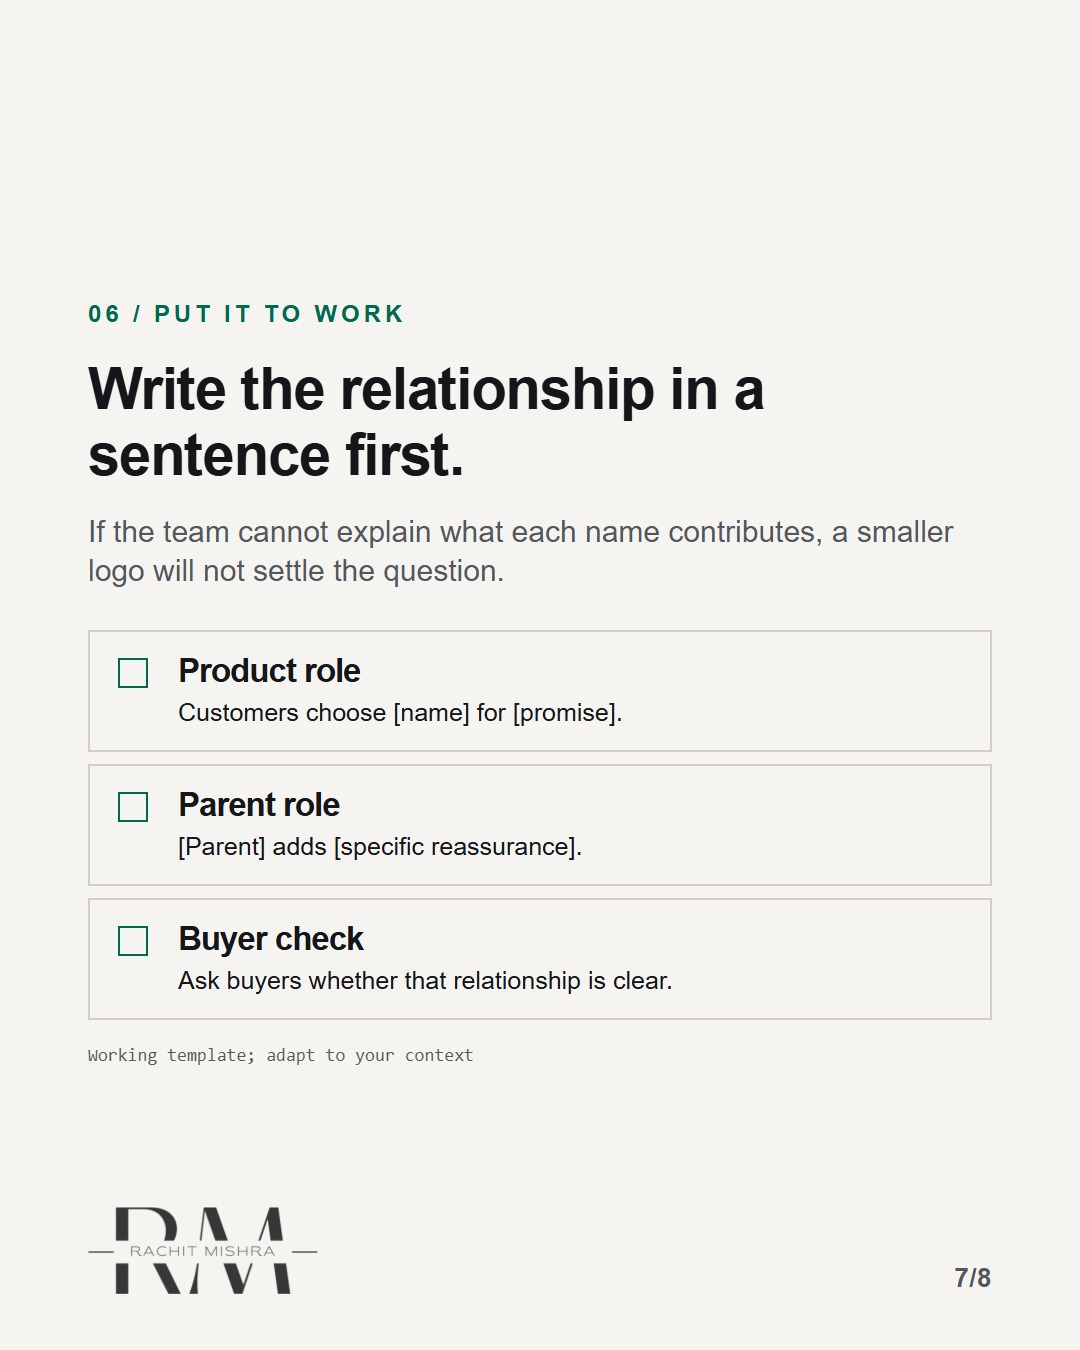 06 / PUT IT TO WORK
Write the relationship in a
sentence first.
If the team cannot explain what each name contributes, a smaller
logo will not settle the question.
Product role
Customers choose [name] for [promise].
Parent role
[Parent] adds [specific reassurance].
Buyer check
Ask buyers whether that relationship is clear.
Working template; adapt to your context
RM
RACHIT MISHRA
7/8